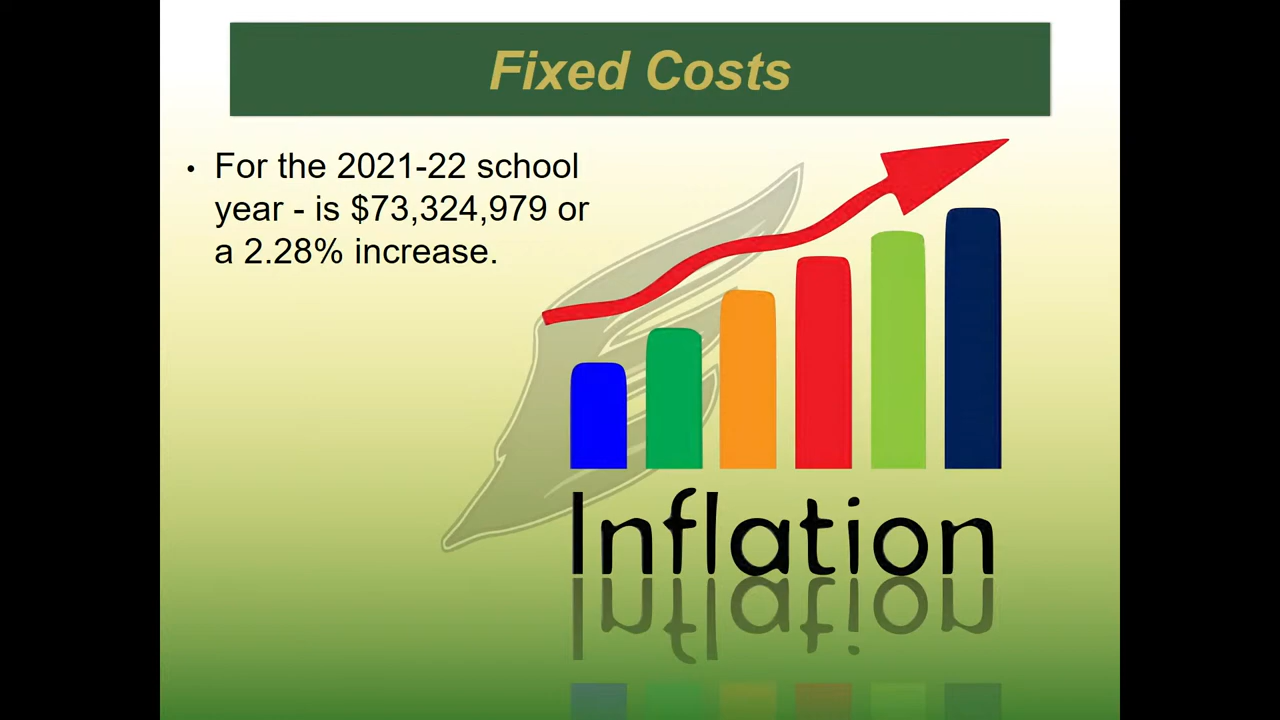 Fixed Costs
• For the 2021-22 school
year - is $73,324,979 or
a 2.28% increase.
Inflation